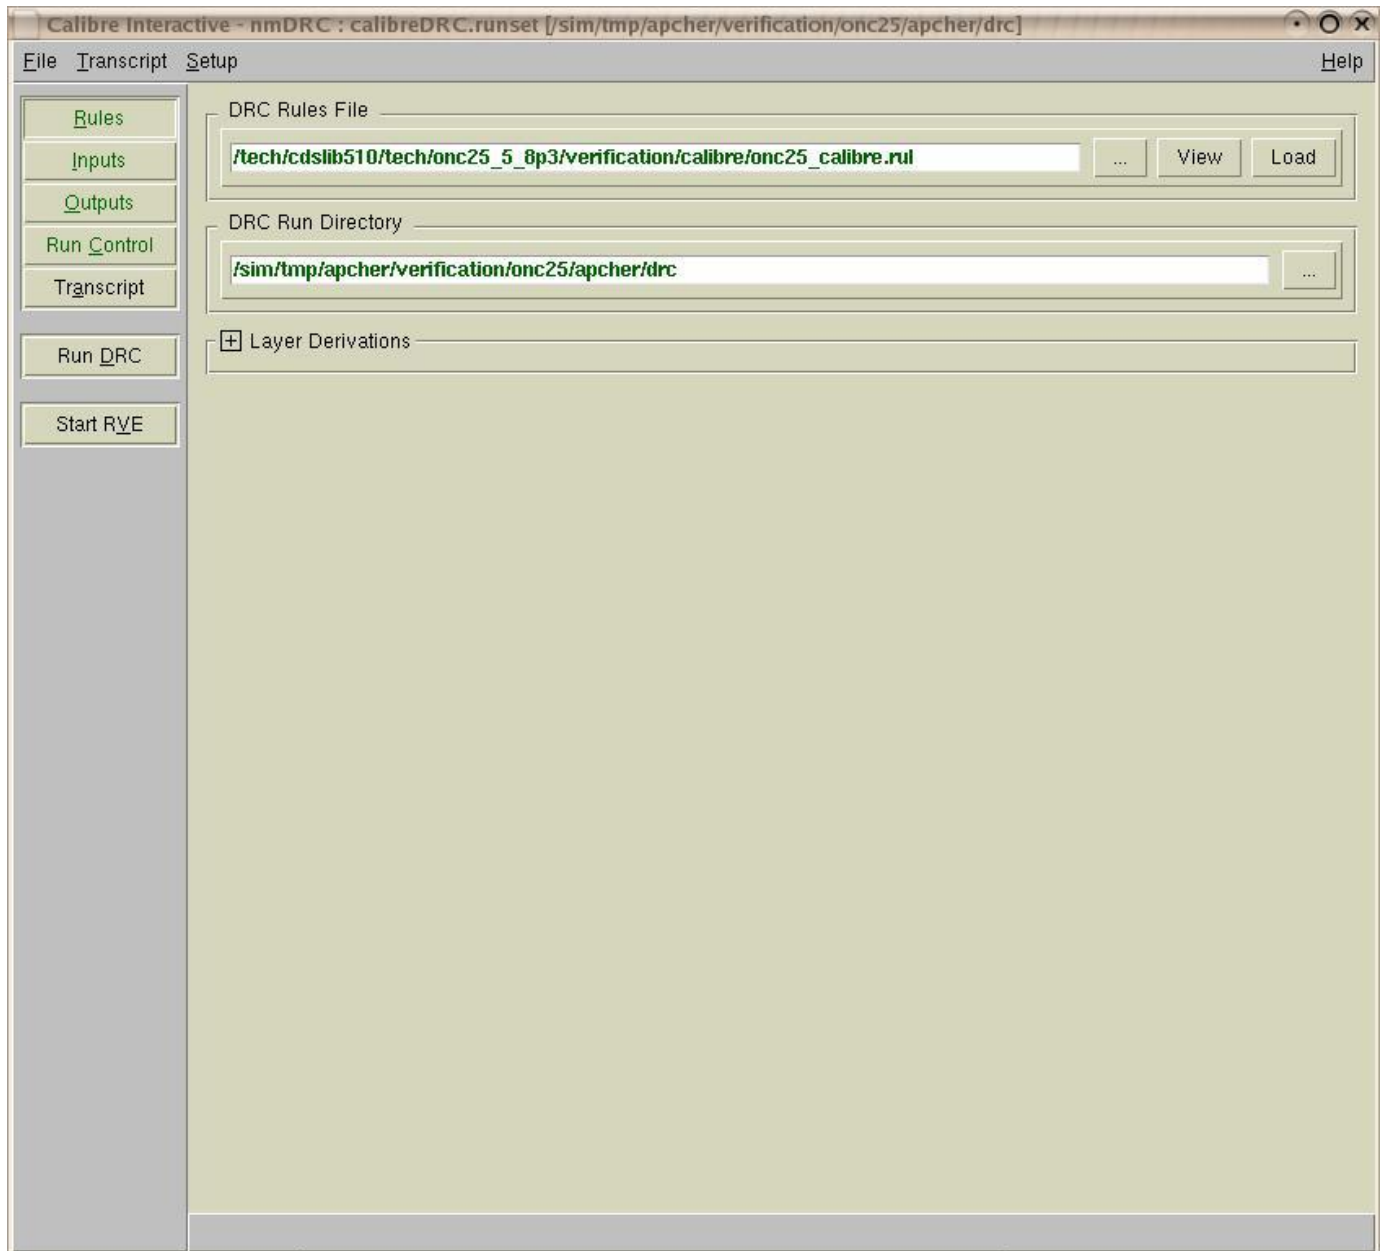 Calibre Interactive - nmDRC : calibreDRC.runset [/sim/tmp/apcher/verification/onc25/apcher/drc]
File Transcript Setup Help
Rules
Inputs
Outputs
Run Control
Transcript
Run DRC
Start RVE
DRC Rules File
/tech/cdslib510/tech/onc25_5_8p3/verification/calibre/onc25_calibre.rul ... View Load
DRC Run Directory
/sim/tmp/apcher/verification/onc25/apcher/drc ...
Layer Derivations